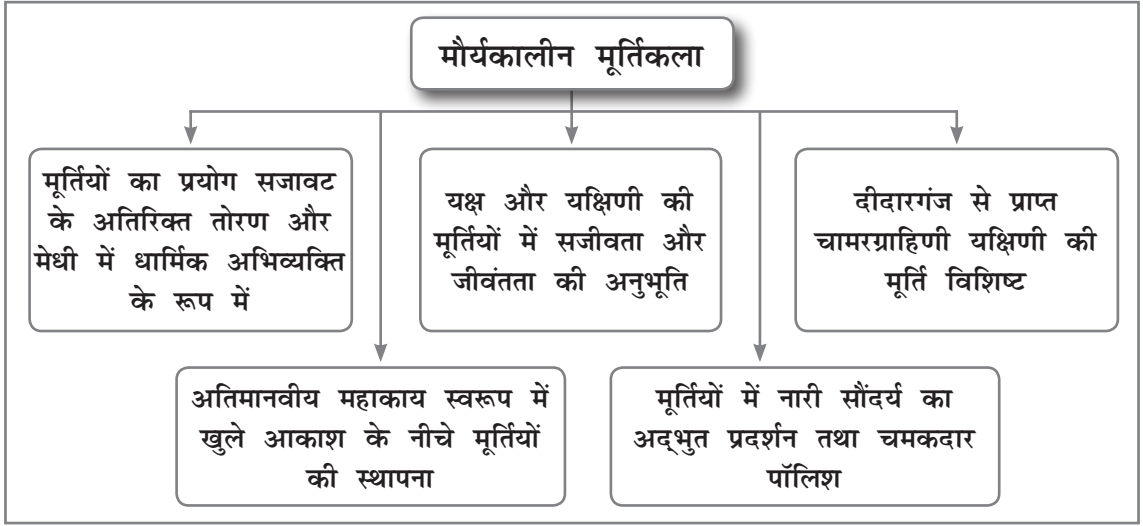 मौर्यकालीन मूर्तिकला
मूर्तियों का प्रयोग सजावट
के अतिरिक्त तोरण और
मेधी में धार्मिक अभिव्यक्ति
के रूप में
यक्ष और यक्षिणी की
मूर्तियों में सजीवता और
जीवंतता की अनुभूति
दीदारगंज से प्राप्त
चामरग्राहिणी यक्षिणी की
मूर्ति विशिष्ट
अतिमानवीय महाकाय स्वरूप में
खुले आकाश के नीचे मूर्तियों
की स्थापना
मूर्तियों में नारी सौंदर्य का
अद्भुत प्रदर्शन तथा चमकदार
पॉलिश